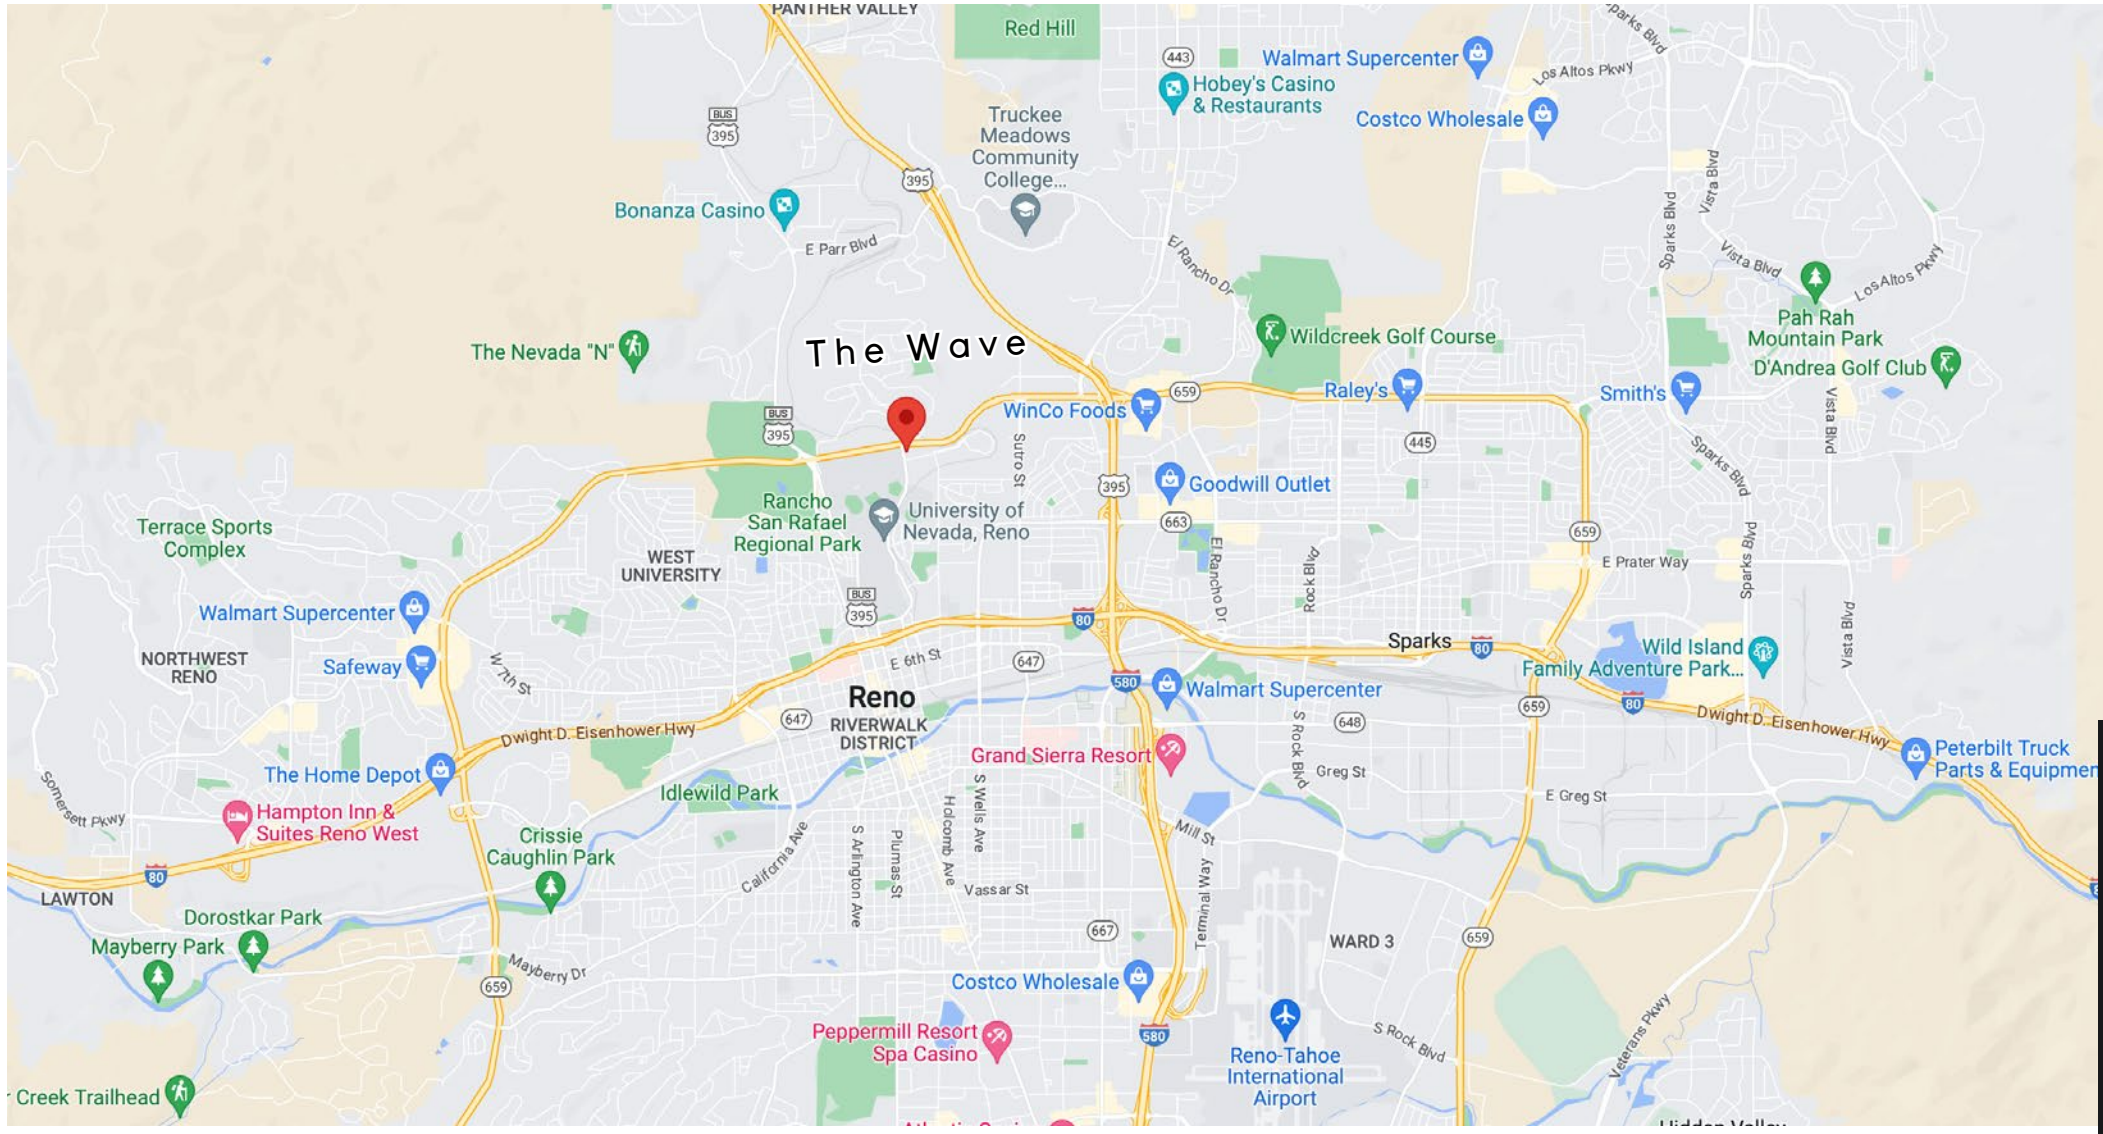 PANTHER VALLEY
Red Hill
443
Walmart Supercenter
Sparks Blvd
Los Altos Pkwy
Hobey's Casino
& Restaurants
Costco Wholesale
BUS
395
Truckee
Meadows
Community
College...
395
Bonanza Casino
E Parr Blvd
El Rancho Dr
Sparks Blvd
Vista Blvd
Vista Blvd
Los Altos Pkwy
Pah Rah
Mountain Park
D'Andrea Golf Club
The Nevada "N"
The Wave
Wildcreek Golf Course
659
Raley's
Smith's
WinCo Foods
BUS
395
Sutro St
445
Vista Blvd
Sparks Blvd
395
Goodwill Outlet
663
Rancho
San Rafael
Regional Park
University of
Nevada, Reno
Terrace Sports
Complex
WEST
UNIVERSITY
659
El Rancho Dr
Rock Blvd
E Prater Way
Sparks Blvd
Vista Blvd
BUS
395
Walmart Supercenter
80
Sparks
80
Wild Island
Family Adventure Park...
NORTHWEST
RENO
Safeway
W 7th St
E 6th St
647
580
Walmart Supercenter
Reno
RIVERWALK
DISTRICT
647
Dwight D. Eisenhower Hwy
S Rock Blvd
648
659
80
Dwight D. Eisenhower Hwy
Peterbilt Truck
Parts & Equipmen
The Home Depot
Grand Sierra Resort
Greg St
E Greg St
Idlewild Park
Somersett Pkwy
Hampton Inn &
Suites Reno West
Crissie
Caughlin Park
California Ave
S Arlington Ave
Plumas St
Holcomb Ave
S Wells Ave
Mill St
80
LAWTON
Vassar St
Terminal Way
Dorostkar Park
Mayberry Park
Mayberry Dr
659
667
WARD 3
659
Costco Wholesale
Peppermill Resort
Spa Casino
580
Reno-Tahoe
International
Airport
S Rock Blvd
Veterans Pkwy
r Creek Trailhead
Hidden Valley